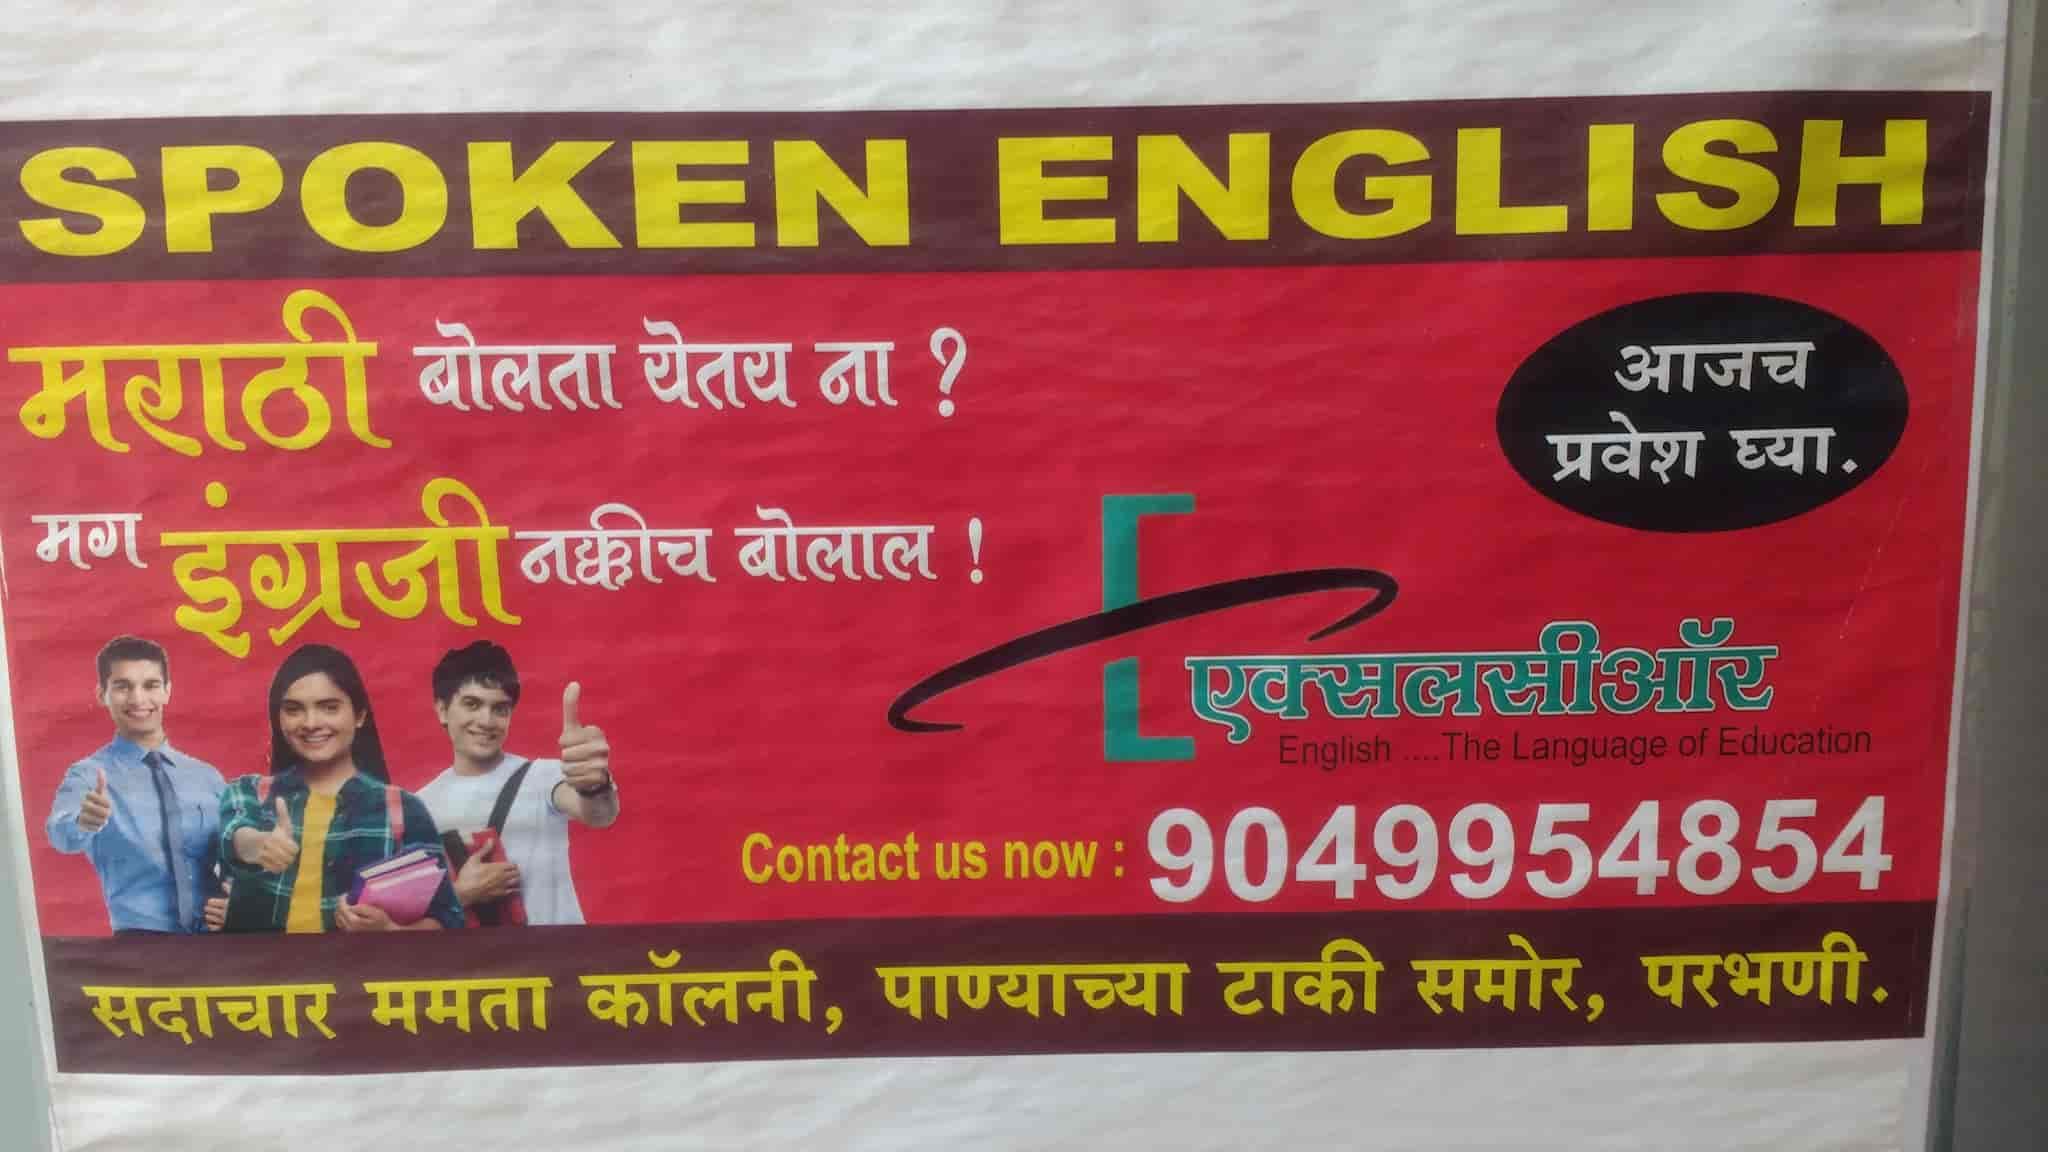 SPOKEN ENGLISH
मराठी बोलता येतय ना ?
आजच
प्रवेश घ्या.
मग इंग्रजी नक्कीच बोलाल !
एक्सलसीऑर
English ....The Language of Education
Contact us now : 9049954854
सदाचार ममता कॉलनी, पाण्याच्या टाकी समोर, परभणी.